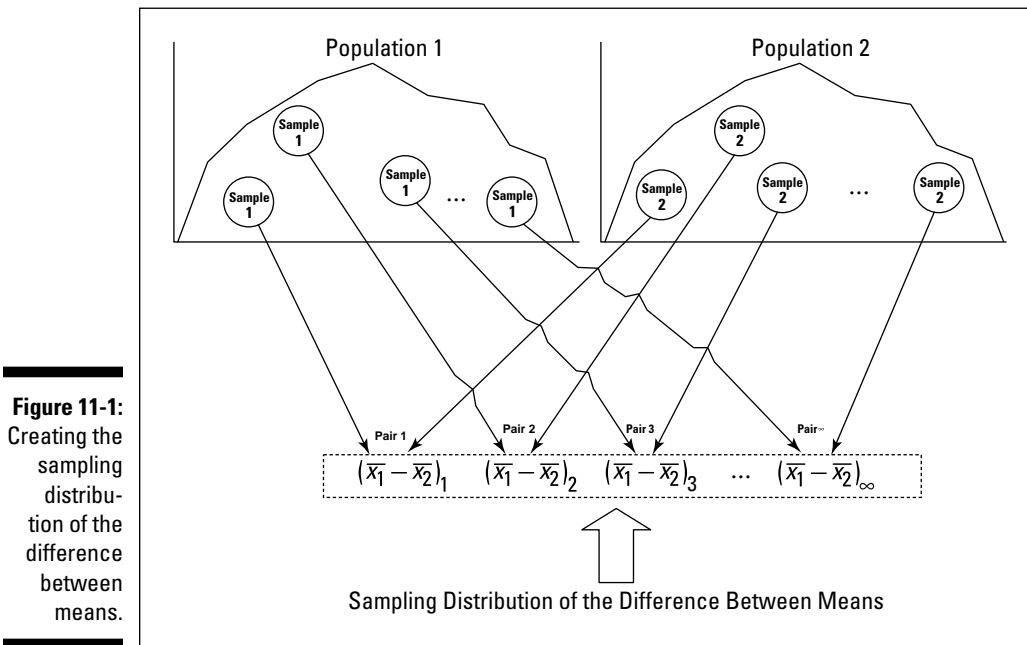 Population 1
Population 2
Sample
1
Sample
1
Sample
1
...
Sample
1
Sample
2
Sample
2
Sample
2
...
Sample
2
Figure 11-1:
Creating the
sampling
distribu-
tion of the
difference
between
means.
Pair 1
Pair 2
Pair 3
Pair∞
(x̅₁ − x̅₂)₁ (x̅₁ − x̅₂)₂ (x̅₁ − x̅₂)₃ ... (x̅₁ − x̅₂)∞
Sampling Distribution of the Difference Between Means